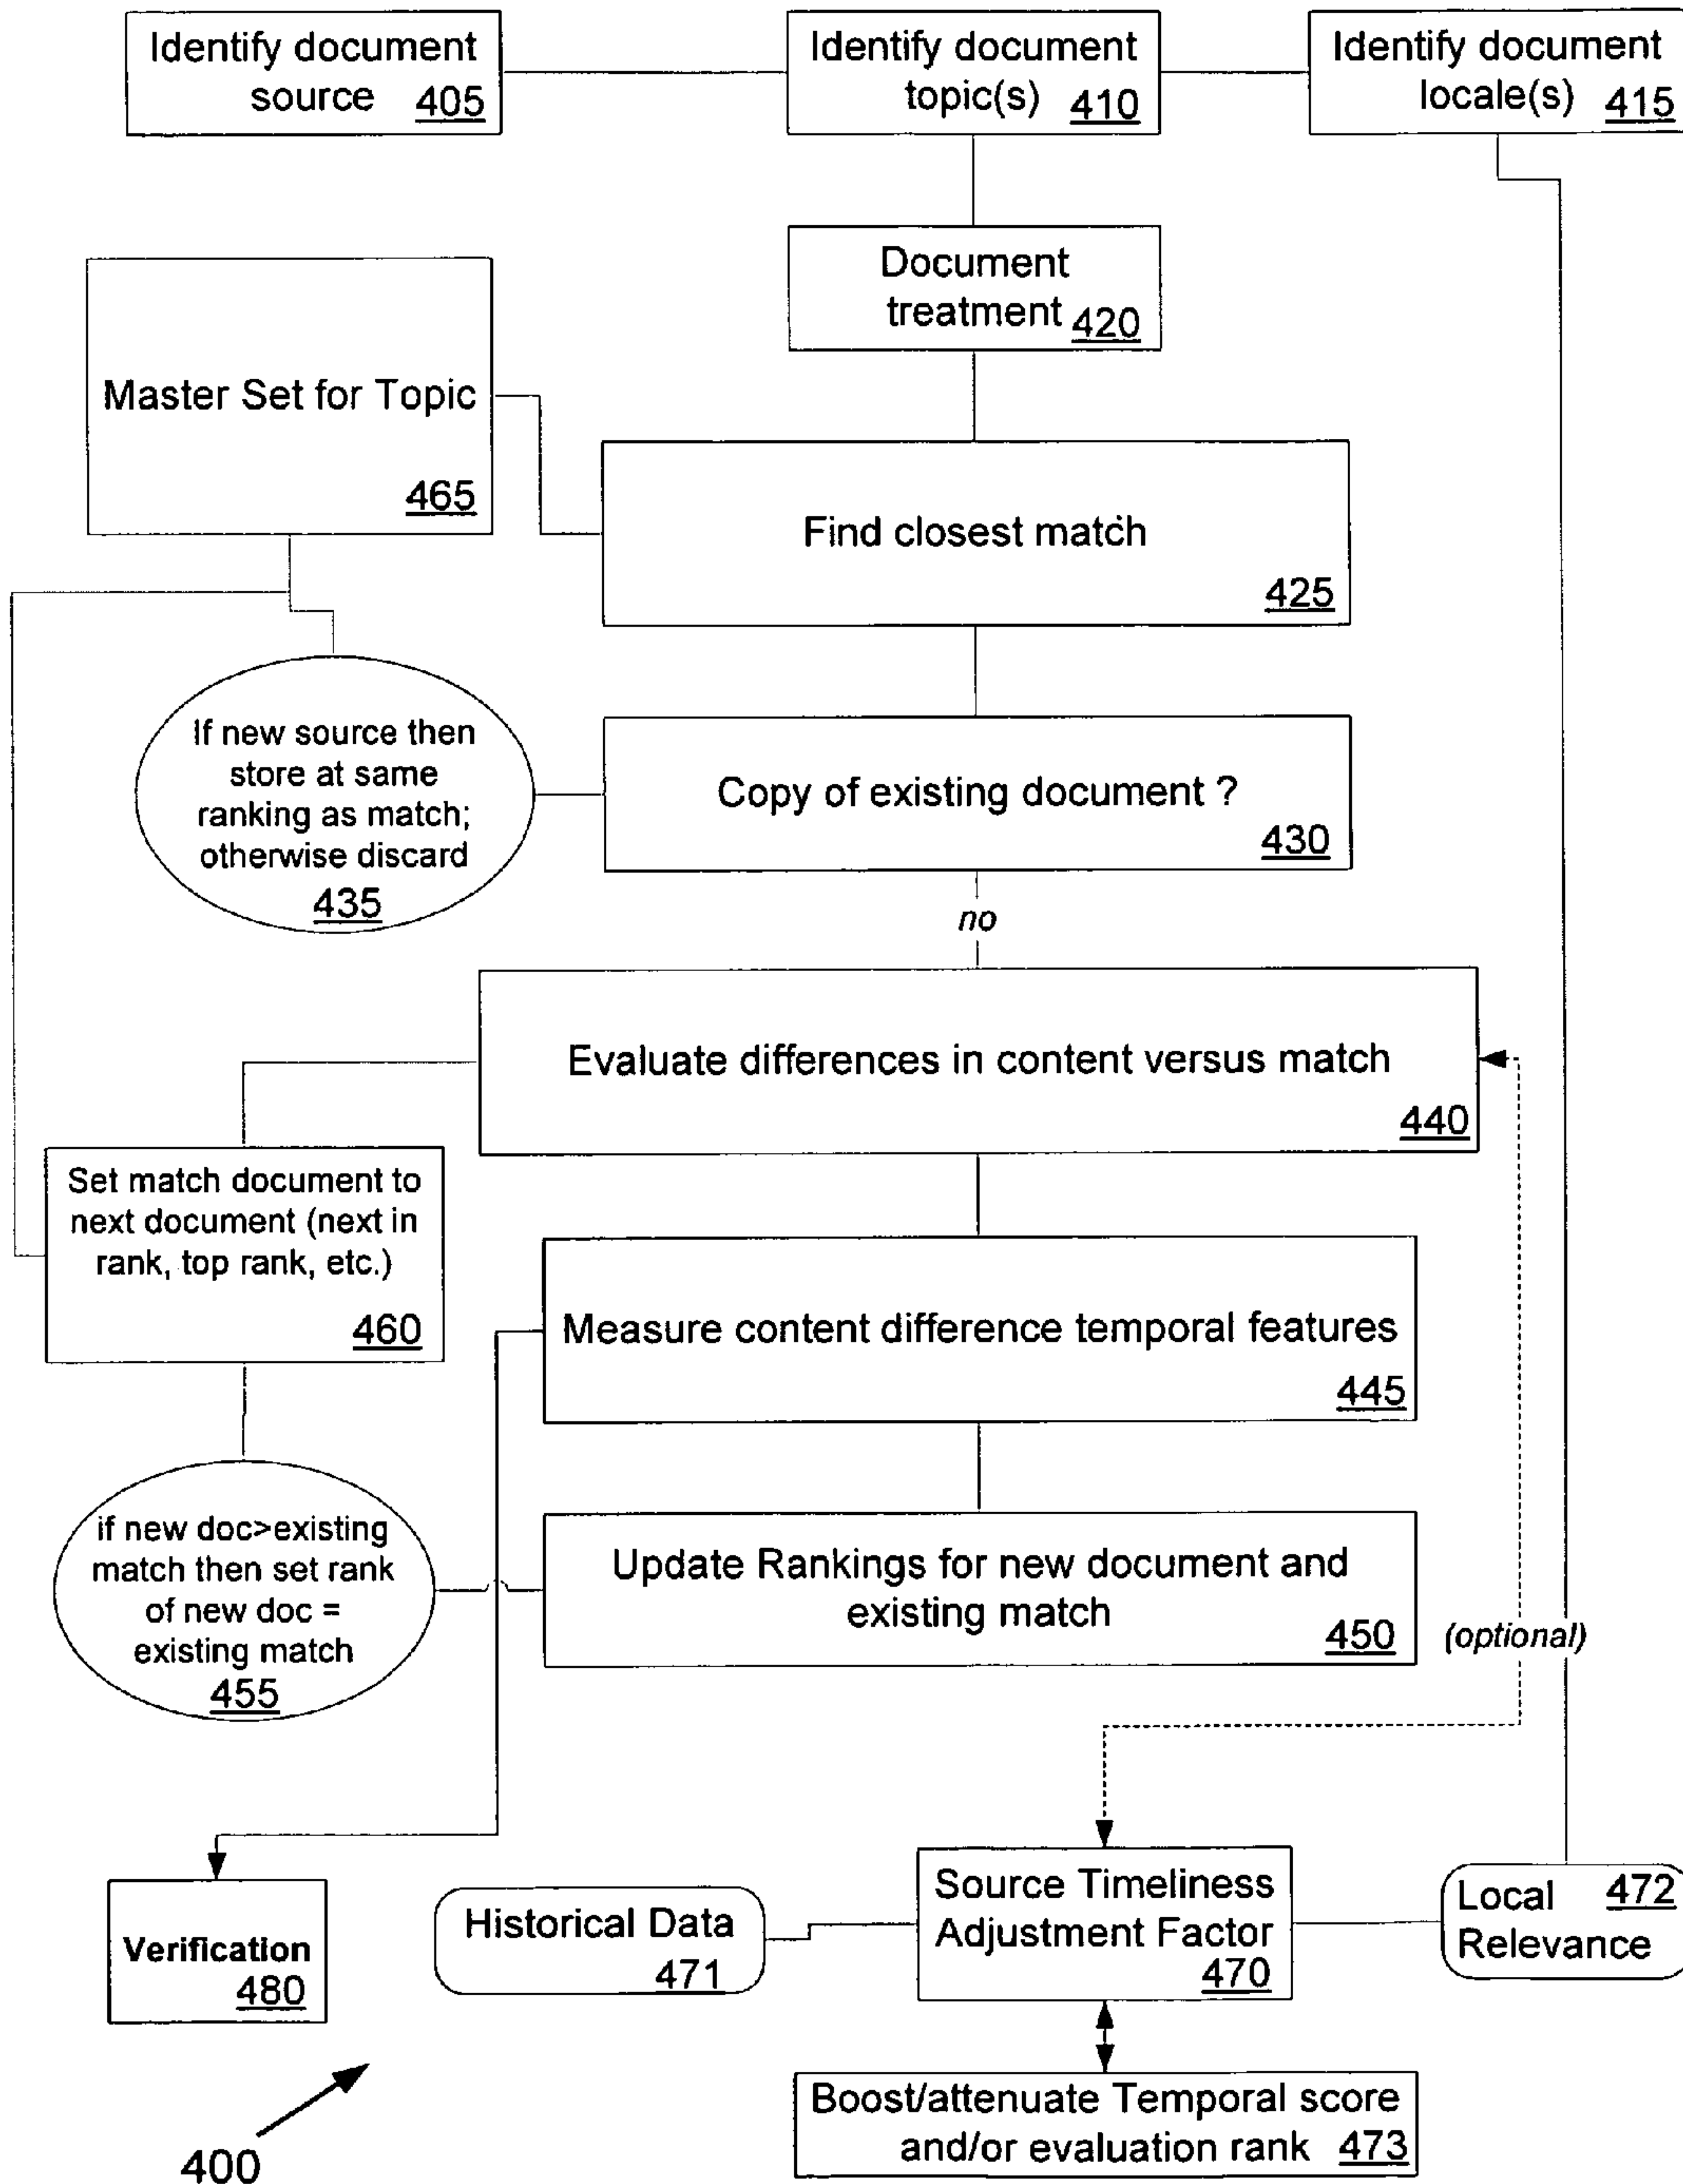 Identify document
source 405
Identify document
topic(s) 410
Identify document
locale(s) 415
Document
treatment 420
Master Set for Topic
465
Find closest match
425
If new source then
store at same
ranking as match;
otherwise discard
435
Copy of existing document ?
430
no
Evaluate differences in content versus match
440
Set match document to
next document (next in
rank, top rank, etc.)
460
Measure content difference temporal features
445
if new doc>existing
match then set rank
of new doc =
existing match
455
Update Rankings for new document and
existing match
450
(optional)
Verification
480
Historical Data
471
Source Timeliness
Adjustment Factor
470
Local 472
Relevance
Boost/attenuate Temporal score
and/or evaluation rank 473
400